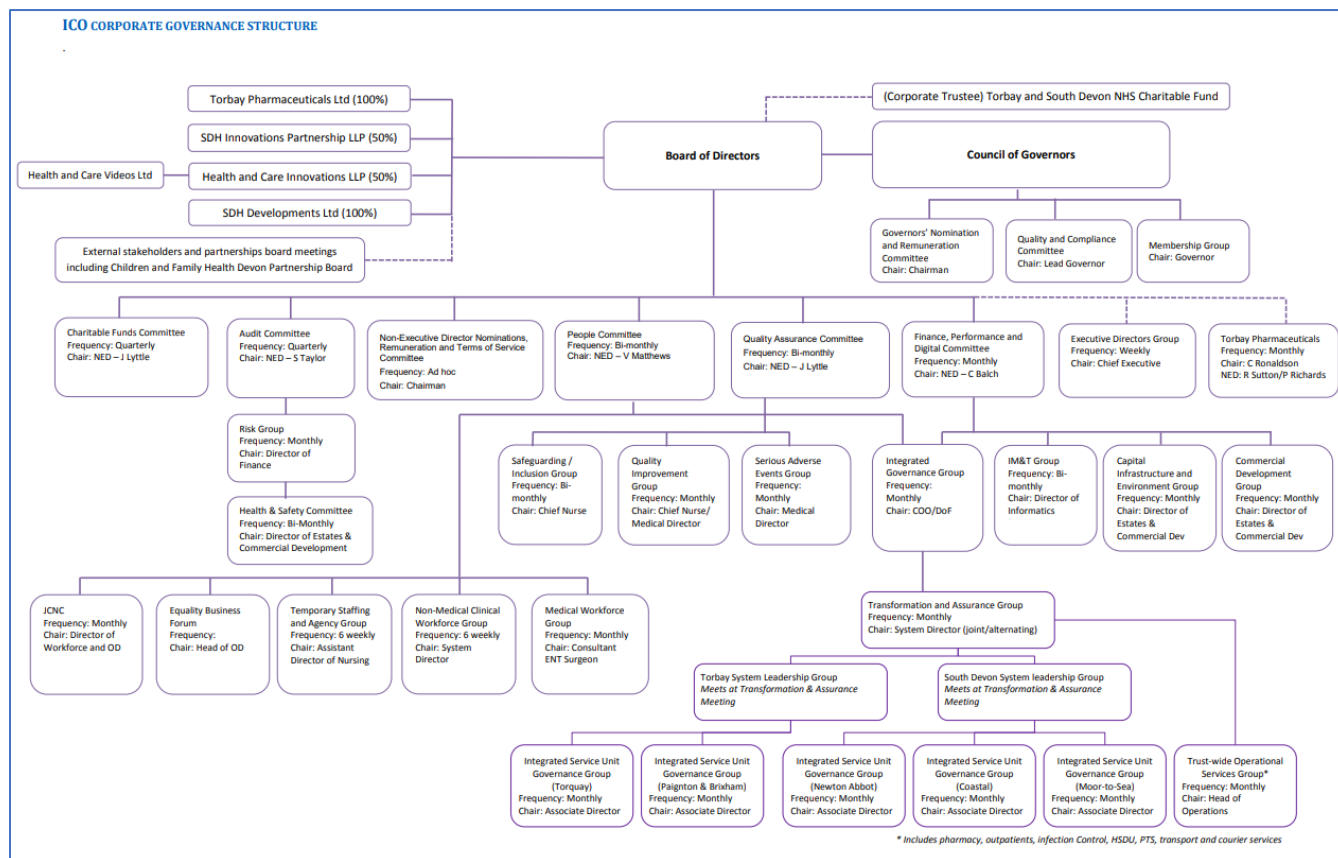 ICO CORPORATE GOVERNANCE STRUCTURE
.
Torbay Pharmaceuticals Ltd (100%)
(Corporate Trustee) Torbay and South Devon NHS Charitable Fund
SDH Innovations Partnership LLP (50%)
Board of Directors
Council of Governors
Health and Care Videos Ltd
Health and Care Innovations LLP (50%)
SDH Developments Ltd (100%)
External stakeholders and partnerships board meetings
including Children and Family Health Devon Partnership Board
Governors' Nomination
and Remuneration
Committee
Chair: Chairman
Quality and Compliance
Committee
Chair: Lead Governor
Membership Group
Chair: Governor
Charitable Funds Committee
Frequency: Quarterly
Chair: NED – J Lyttle
Audit Committee
Frequency: Quarterly
Chair: NED – S Taylor
Non-Executive Director Nominations,
Remuneration and Terms of Service
Committee
Frequency: Ad hoc
Chair: Chairman
People Committee
Frequency: Bi-monthly
Chair: NED – V Matthews
Quality Assurance Committee
Frequency: Bi-monthly
Chair: NED – J Lyttle
Finance, Performance and
Digital Committee
Frequency: Monthly
Chair: NED – C Balch
Executive Directors Group
Frequency: Weekly
Chair: Chief Executive
Torbay Pharmaceuticals
Frequency: Monthly
Chair: C Ronaldson
NED: R Sutton/P Richards
Risk Group
Frequency: Monthly
Chair: Director of
Finance
Health & Safety Committee
Frequency: Bi-Monthly
Chair: Director of Estates &
Commercial Development
Safeguarding /
Inclusion Group
Frequency: Bi-
monthly
Chair: Chief Nurse
Quality
Improvement
Group
Frequency: Monthly
Chair: Chief Nurse/
Medical Director
Serious Adverse
Events Group
Frequency:
Monthly
Chair: Medical
Director
Integrated
Governance Group
Frequency:
Monthly
Chair: COO/DoF
IM&T Group
Frequency: Bi-
monthly
Chair: Director of
Informatics
Capital
Infrastructure and
Environment Group
Frequency: Monthly
Chair: Director of
Estates &
Commercial Dev
Commercial
Development
Group
Frequency: Monthly
Chair: Director of
Estates &
Commercial Dev
JCNC
Frequency: Monthly
Chair: Director of
Workforce and OD
Equality Business
Forum
Frequency:
Chair: Head of OD
Temporary Staffing
and Agency Group
Frequency: 6 weekly
Chair: Assistant
Director of Nursing
Non-Medical Clinical
Workforce Group
Frequency: 6 weekly
Chair: System
Director
Medical Workforce
Group
Frequency: Monthly
Chair: Consultant
ENT Surgeon
Transformation and Assurance Group
Frequency: Monthly
Chair: System Director (joint/alternating)
Torbay System Leadership Group
Meets at Transformation & Assurance
Meeting
South Devon System leadership Group
Meets at Transformation & Assurance
Meeting
Integrated Service Unit
Governance Group
(Torquay)
Frequency: Monthly
Chair: Associate Director
Integrated Service Unit
Governance Group
(Paignton & Brixham)
Frequency: Monthly
Chair: Associate Director
Integrated Service Unit
Governance Group
(Newton Abbot)
Frequency: Monthly
Chair: Associate Director
Integrated Service Unit
Governance Group
(Coastal)
Frequency: Monthly
Chair: Associate Director
Integrated Service Unit
Governance Group
(Moor-to-Sea)
Frequency: Monthly
Chair: Associate Director
Trust-wide Operational
Services Group*
Frequency: Monthly
Chair: Head of
Operations
* Includes pharmacy, outpatients, infection Control, HSDU, PTS, transport and courier services